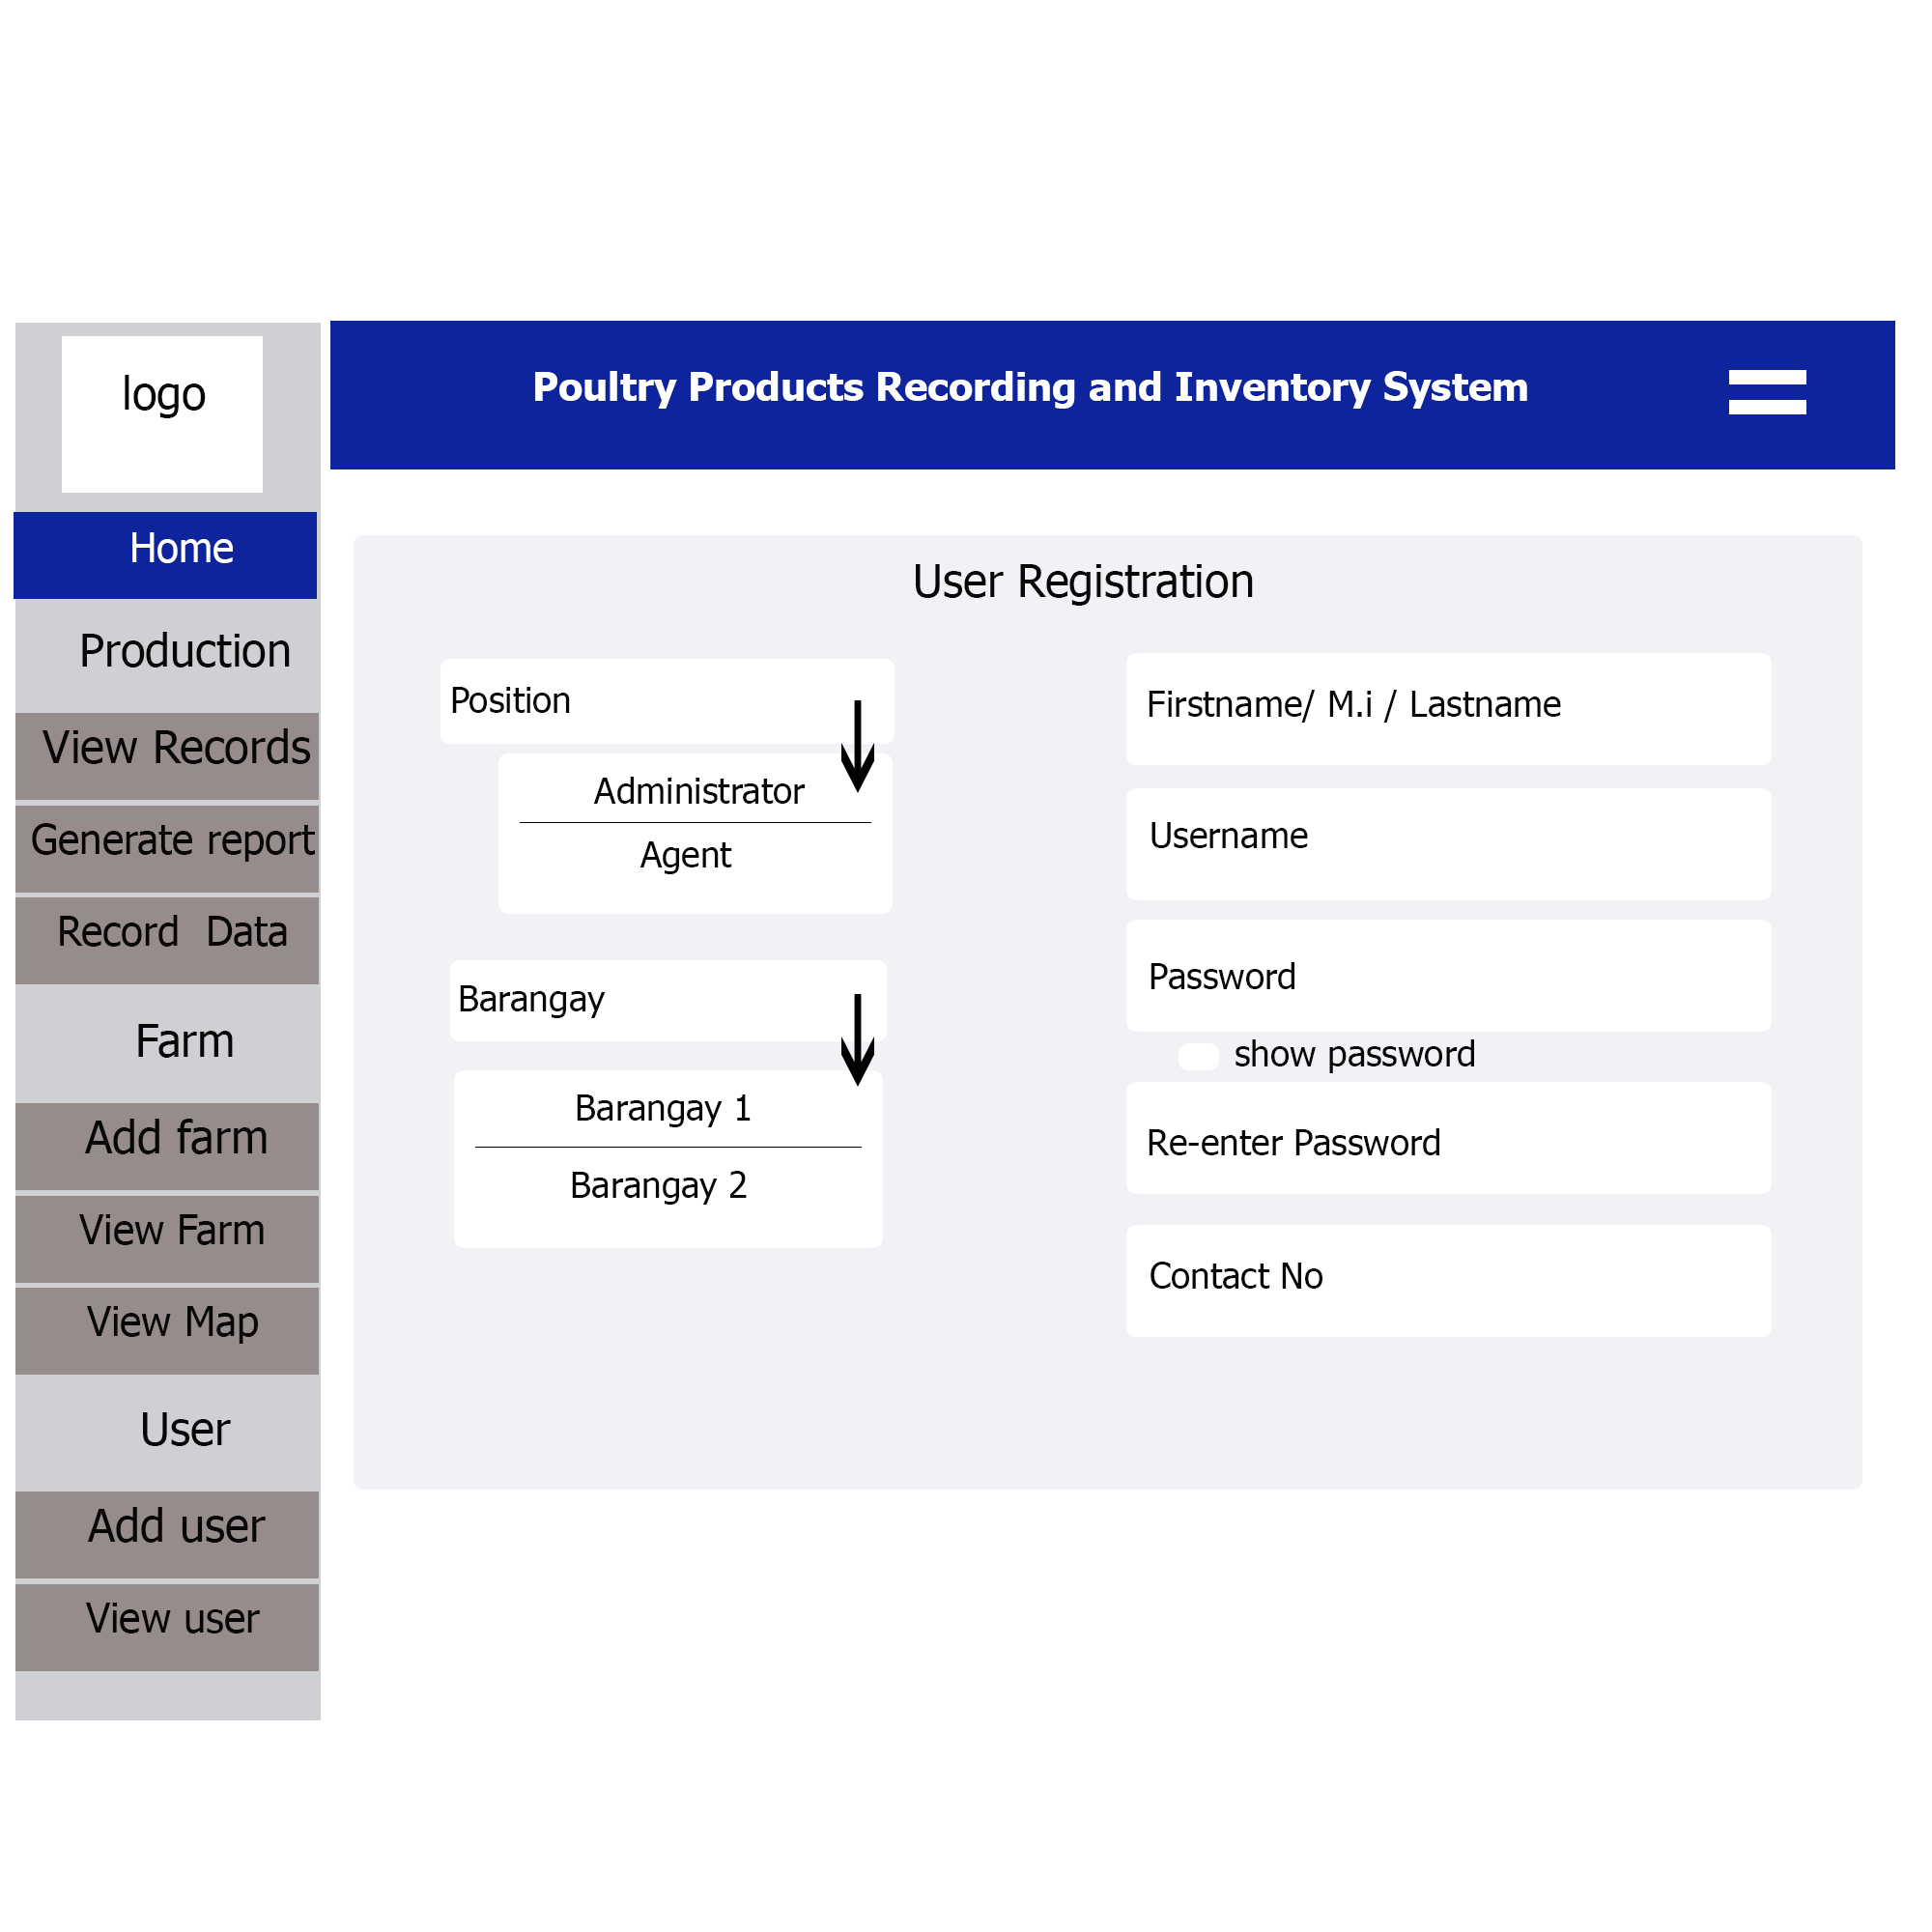 logo
Home
Production
View Records
Generate report
Record Data
Farm
Add farm
View Farm
View Map
User
Add user
View user
Poultry Products Recording and Inventory System
User Registration
Position
Administrator
Agent
Barangay
Barangay 1
Barangay 2
Firstname/ M.i / Lastname
Username
Password
show password
Re-enter Password
Contact No